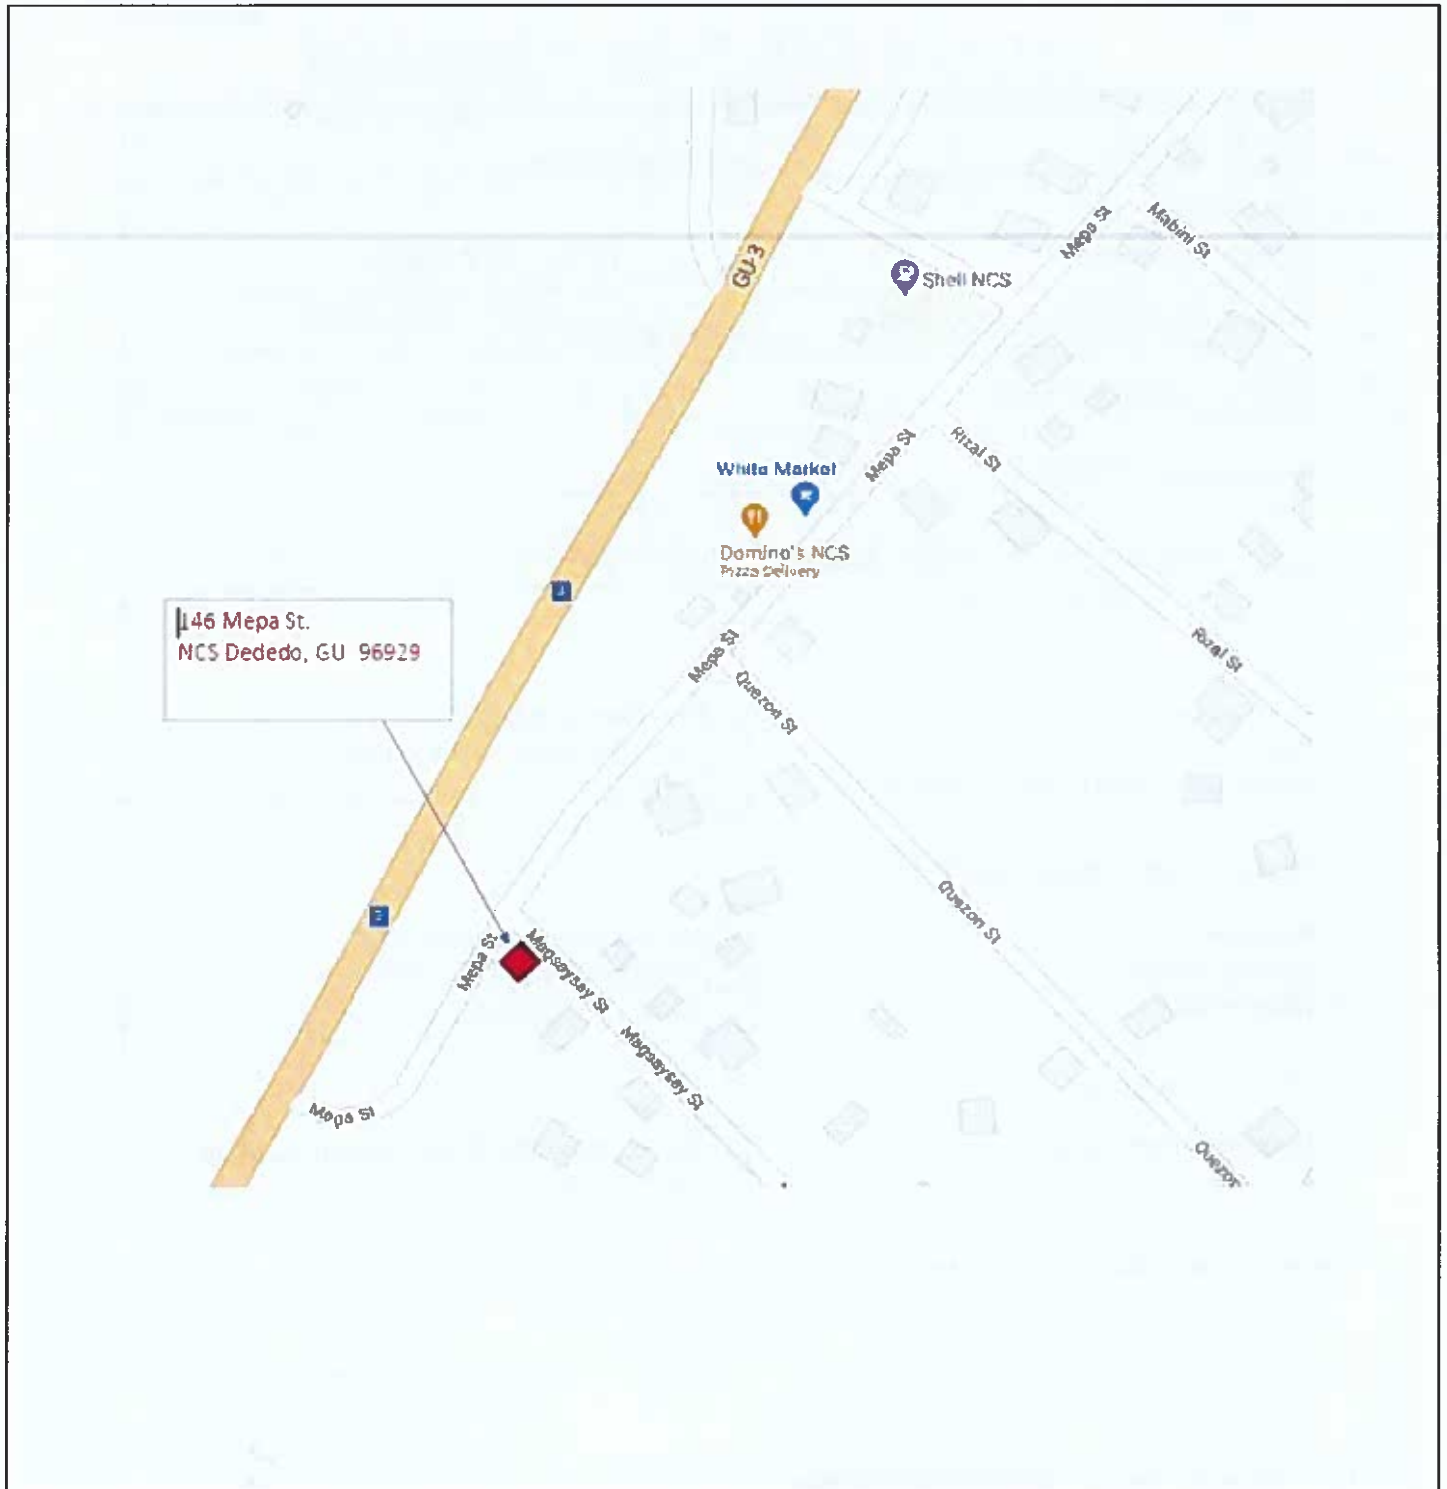 GU-3
Mepa St
Mabini St
Shell NCS
Mepa St
Rizal St
White Market
Domino's NCS
Pizza Delivery
3
146 Mepa St.
NCS Dededo, GU 96929
Mepa St
Quezon St
Rizal St
Quezon St
Mepa St
Magsaysay St
Magsaysay St
Mepa St
Quezon